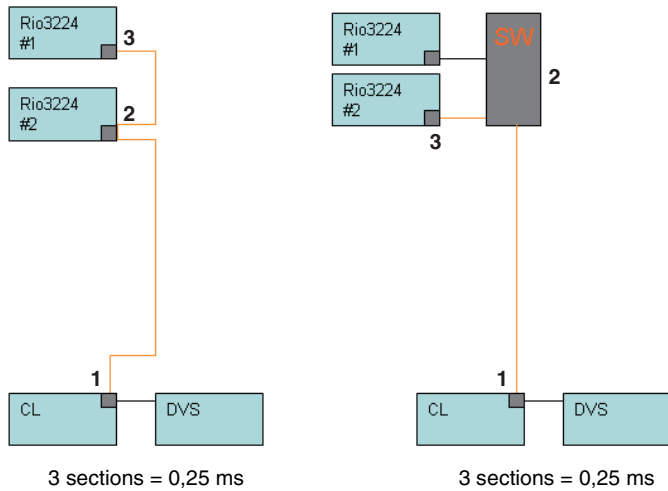 Rio3224
#1
3
Rio3224
#2
2
1
CL
DVS
3 sections = 0,25 ms
Rio3224
#1
SW
2
Rio3224
#2
3
1
CL
DVS
3 sections = 0,25 ms